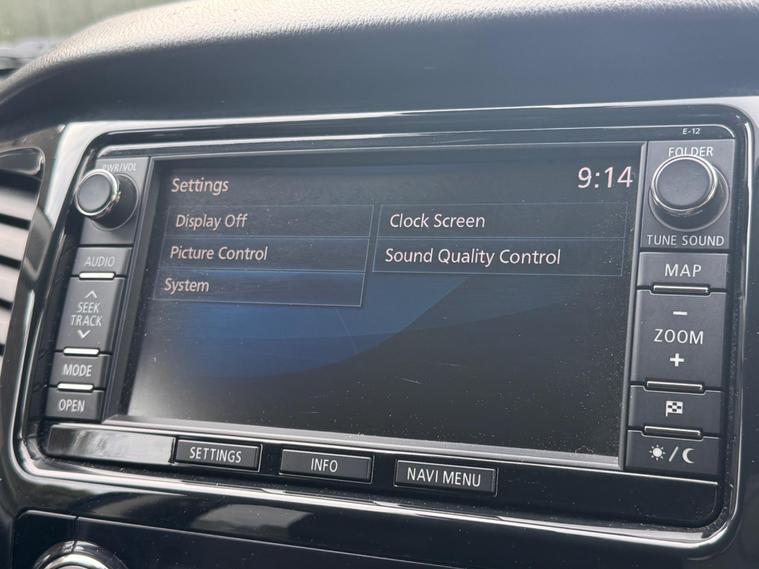 E-12
PWR/VOL
FOLDER
Settings
9:14
TUNE SOUND
Display Off
Clock Screen
Picture Control
Sound Quality Control
System
AUDIO
SEEK
TRACK
MODE
OPEN
MAP
−
ZOOM
+
/
SETTINGS
INFO
NAVI MENU